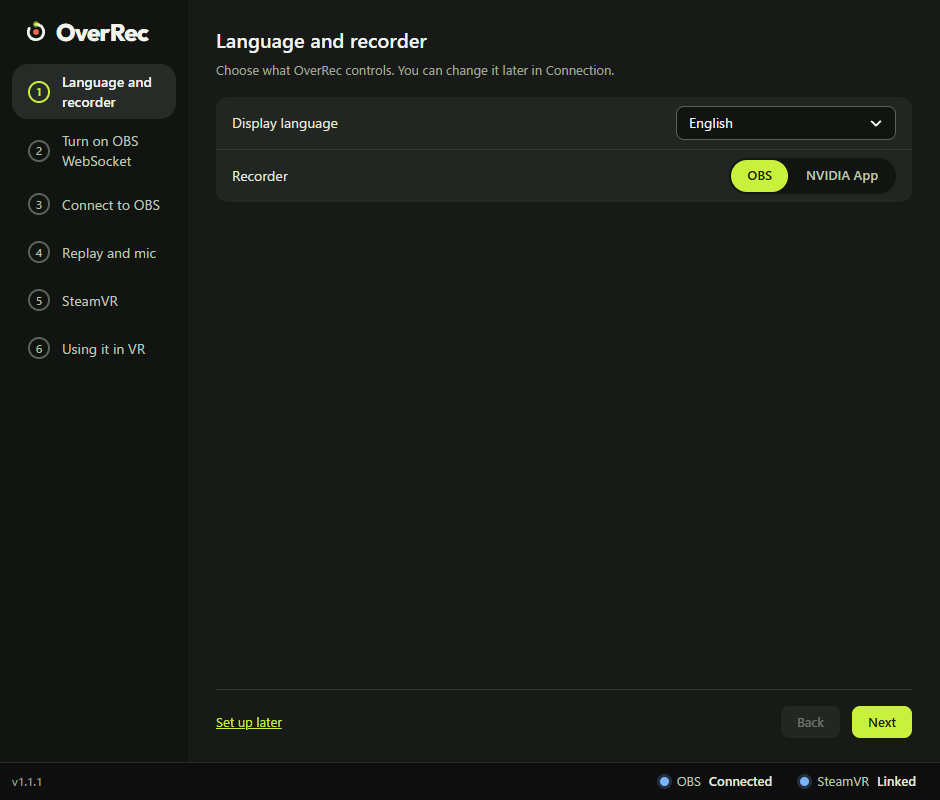 OverRec
1
Language and
recorder
2
Turn on OBS
WebSocket
3
Connect to OBS
4
Replay and mic
5
SteamVR
6
Using it in VR
Language and recorder
Choose what OverRec controls. You can change it later in Connection.
Display language
English
Recorder
OBS
NVIDIA App
Set up later
Back
Next
v1.1.1
OBS Connected
SteamVR Linked